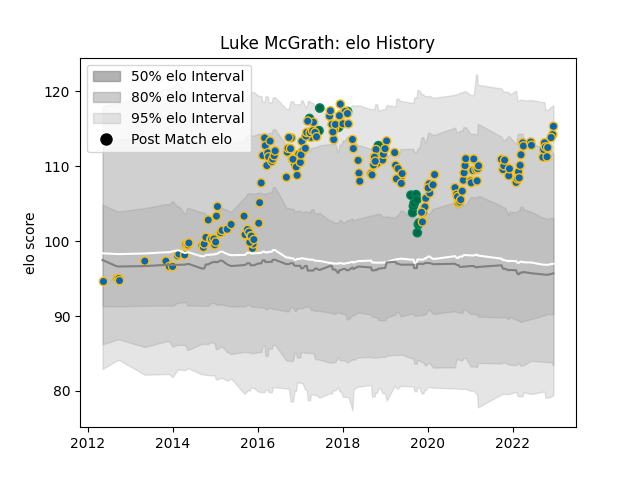 Luke McGrath: elo History
50% elo Interval
80% elo Interval
95% elo Interval
Post Match elo
elo score
120
110
100
90
80
2012
2014
2016
2018
2020
2022